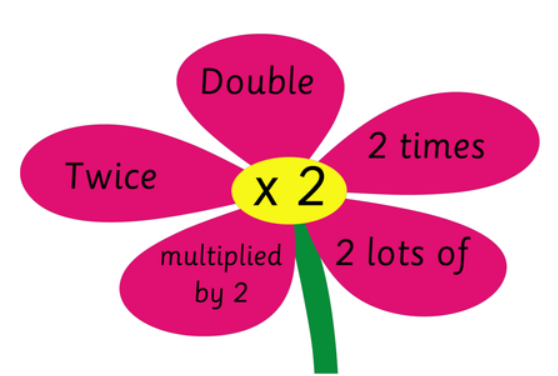 Double
2 times
Twice
x 2
2 lots of
multiplied
by 2